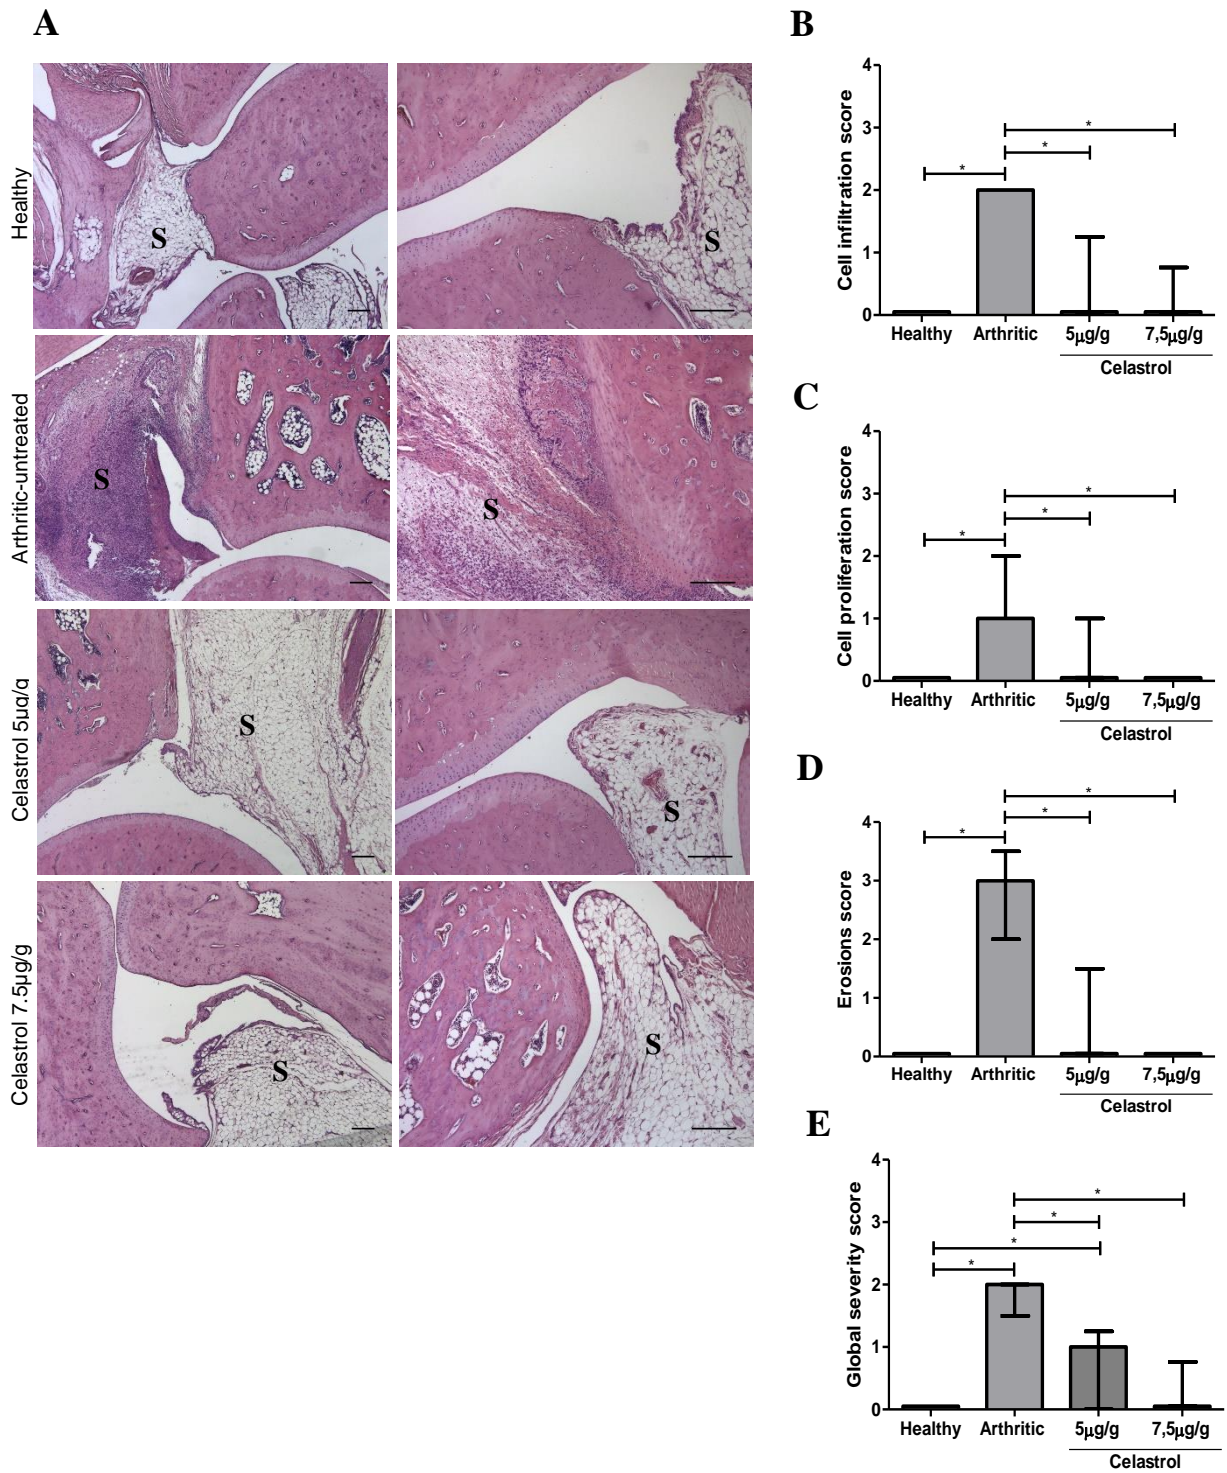 A
Healthy
S
S
Arthritic-untreated
S
S
Celastrol 5µg/g
S
S
Celastrol 7.5µg/g
S
S
B
Cell infiltration score
4
3
2
1
0
*
*
*
Healthy
Arthritic
5µg/g
7,5µg/g
Celastrol
C
Cell proliferation score
4
3
2
1
0
*
*
*
Healthy
Arthritic
5µg/g
7,5µg/g
Celastrol
D
Erosions score
4
3
2
1
0
*
*
*
Healthy
Arthritic
5µg/g
7,5µg/g
Celastrol
E
Global severity score
4
3
2
1
0
*
*
*
*
Healthy
Arthritic
5µg/g
7,5µg/g
Celastrol